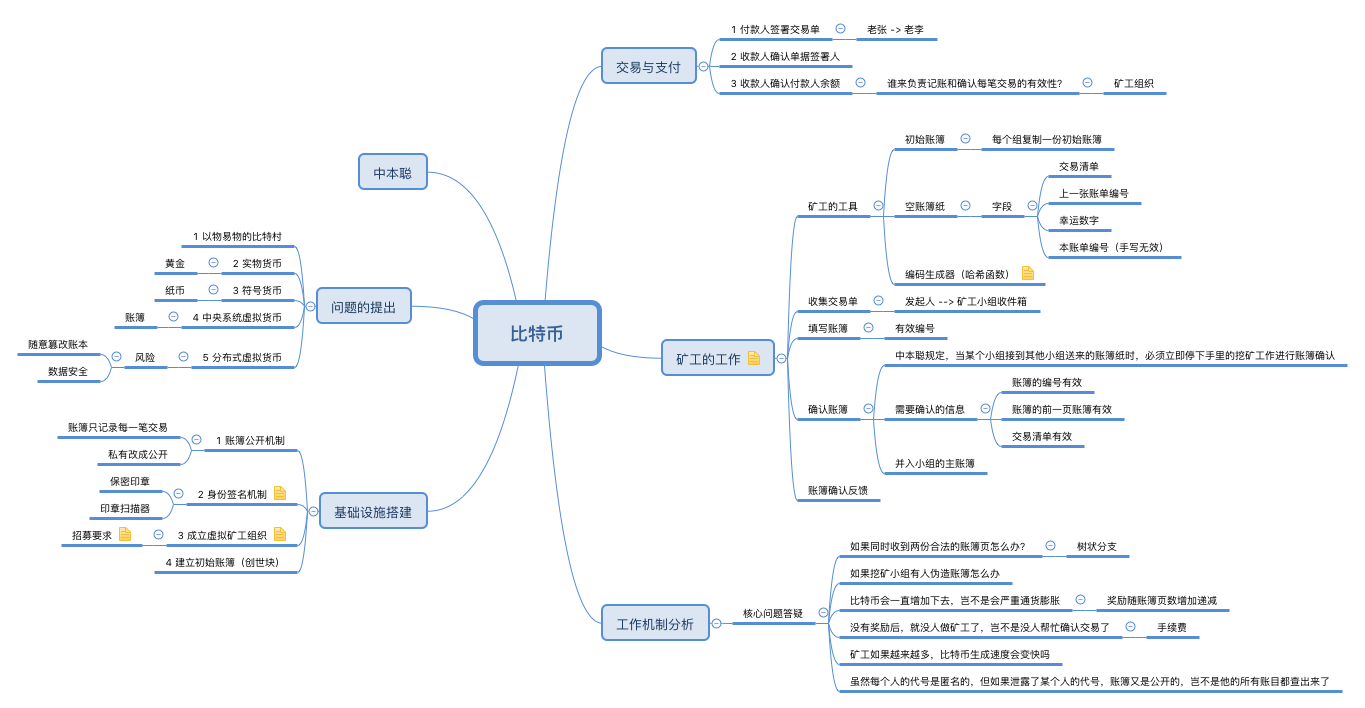 比特币
中本聪
问题的提出
1 以物易物的比特村
2 实物货币
黄金
3 符号货币
纸币
4 中央系统虚拟货币
账簿
5 分布式虚拟货币
风险
随意篡改账本
数据安全
基础设施搭建
1 账簿公开机制
账簿只记录每一笔交易
私有改成公开
2 身份签名机制
保密印章
印章扫描器
3 成立虚拟矿工组织
招募要求
4 建立初始账簿（创世块）
交易与支付
1 付款人签署交易单
老张 -> 老李
2 收款人确认单据签署人
3 收款人确认付款人余额
谁来负责记账和确认每笔交易的有效性？
矿工组织
矿工的工作
矿工的工具
初始账簿
每个组复制一份初始账簿
空账簿纸
字段
交易清单
上一张账单编号
幸运数字
本账单编号（手写无效）
编码生成器（哈希函数）
收集交易单
发起人 --> 矿工小组收件箱
填写账簿
有效编号
确认账簿
中本聪规定，当某个小组接到其他小组送来的账簿纸时，必须立即停下手里的挖矿工作进行账簿确认
需要确认的信息
账簿的编号有效
账簿的前一页账簿有效
交易清单有效
并入小组的主账簿
账簿确认反馈
工作机制分析
核心问题答疑
如果同时收到两份合法的账簿页怎么办？
树状分支
如果挖矿小组有人伪造账簿怎么办
比特币会一直增加下去，岂不是会严重通货膨胀
奖励随账簿页数增加递减
没有奖励后，就没人做矿工了，岂不是没人帮忙确认交易了
手续费
矿工如果越来越多，比特币生成速度会变快吗
虽然每个人的代号是匿名的，但如果泄露了某个人的代号，账簿又是公开的，岂不是他的所有账目都查出来了